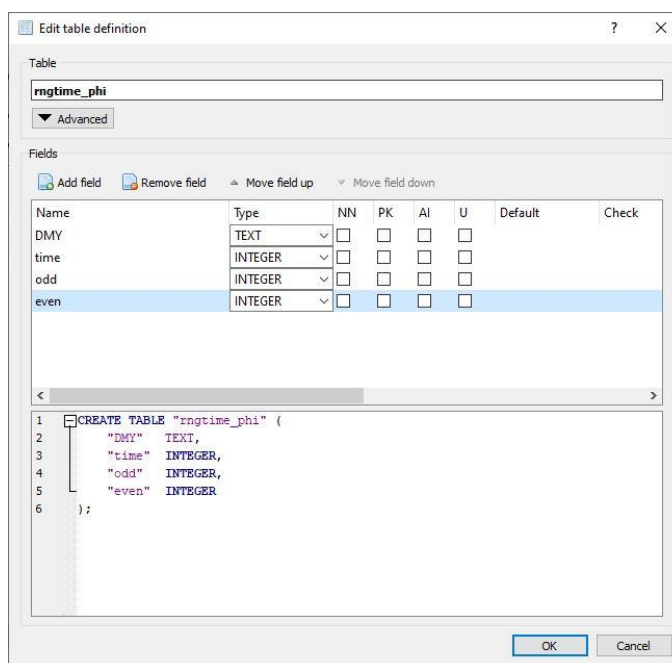 Edit table definition ? X
Table
rngtime_phi
Advanced
Fields
Add field Remove field Move field up Move field down
Name Type NN PK AI U Default Check
DMY TEXT
time INTEGER
odd INTEGER
even INTEGER
1 CREATE TABLE "rngtime_phi" (
2 "DMY" TEXT,
3 "time" INTEGER,
4 "odd" INTEGER,
5 "even" INTEGER
6 );
OK Cancel